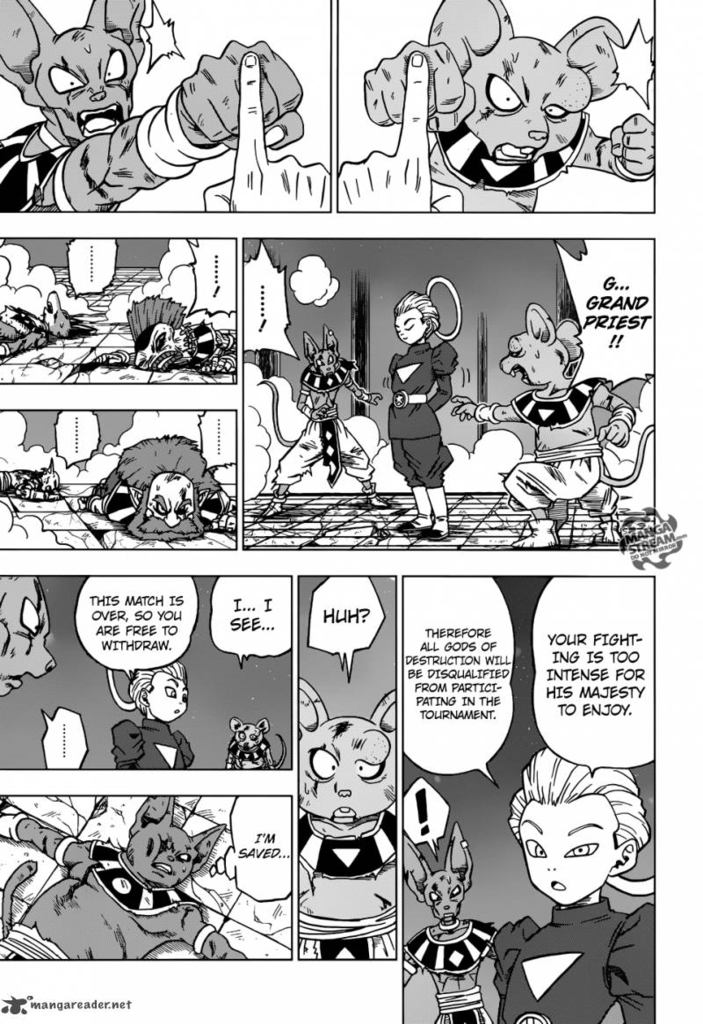 G...
GRAND
PRIEST
!!
.......
.......
.......
.......
.......
YOUR FIGHT-
ING IS TOO
INTENSE FOR
HIS MAJESTY
TO ENJOY.
THEREFORE
ALL GODS OF
DESTRUCTION WILL
BE DISQUALIFIED
FROM PARTICI-
PATING IN THE
TOURNAMENT.
!
HUH?
I... I
SEE...
THIS MATCH IS
OVER, SO YOU
ARE FREE TO
WITHDRAW.
.......
I'M
SAVED...
MANGA
STREAM
mangareader.net